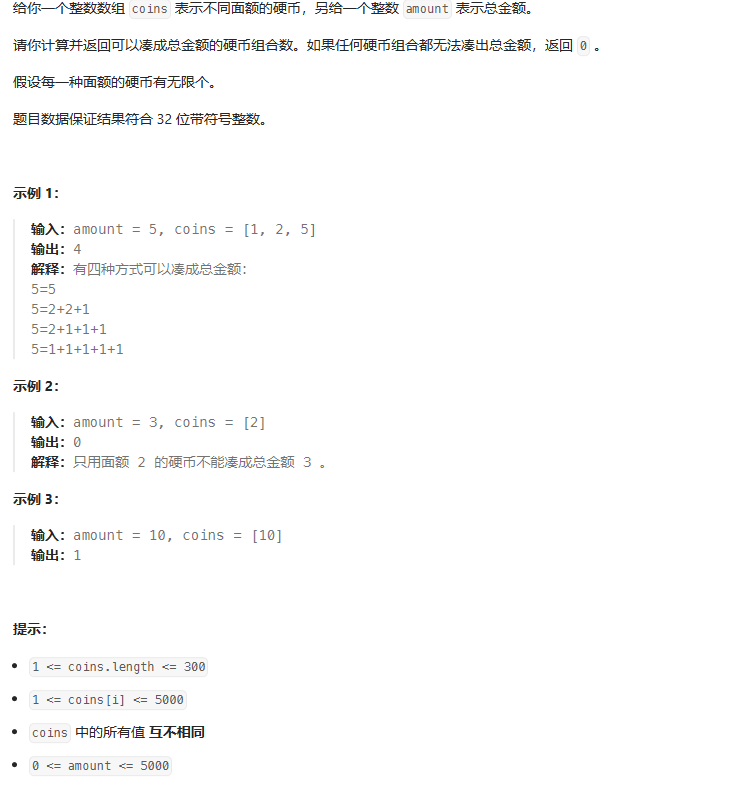 给你一个整数数组 coins 表示不同面额的硬币，另给一个整数 amount 表示总金额。
请你计算并返回可以凑成总金额的硬币组合数。如果任何硬币组合都无法凑出总金额，返回 0 。
假设每一种面额的硬币有无限个。
题目数据保证结果符合 32 位带符号整数。
示例 1：
输入：amount = 5, coins = [1, 2, 5]
输出：4
解释：有四种方式可以凑成总金额：
5=5
5=2+2+1
5=2+1+1+1
5=1+1+1+1+1
示例 2：
输入：amount = 3, coins = [2]
输出：0
解释：只用面额 2 的硬币不能凑成总金额 3 。
示例 3：
输入：amount = 10, coins = [10]
输出：1
提示：
1 <= coins.length <= 300
1 <= coins[i] <= 5000
coins 中的所有值 互不相同
0 <= amount <= 5000